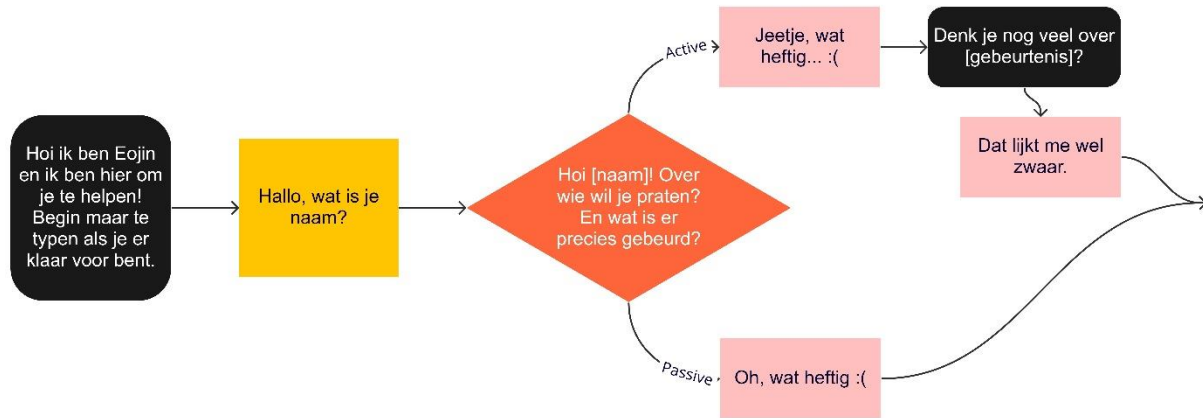 Hoi ik ben Eojin
en ik ben hier om
je te helpen!
Begin maar te
typen als je er
klaar voor bent.
Hallo, wat is je
naam?
Hoi [naam]! Over
wie wil je praten?
En wat is er
precies gebeurd?
Active
Jeetje, wat
heftig... :(
Denk je nog veel over
[gebeurtenis]?
Dat lijkt me wel
zwaar.
Passive
Oh, wat heftig :(